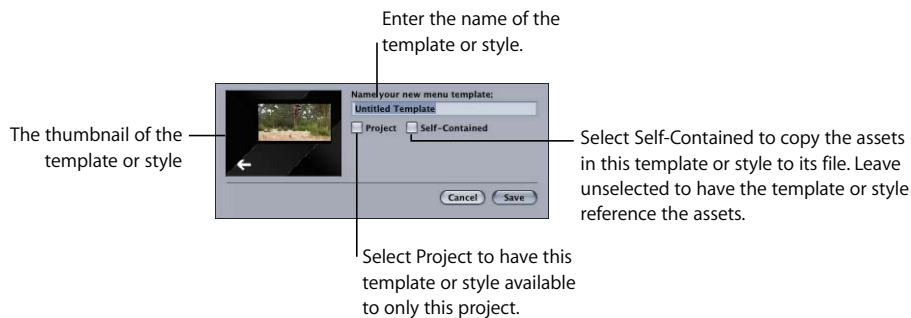 Enter the name of the
template or style.
Name your new menu template:
Untitled Template
Project
Self-Contained
The thumbnail of the
template or style
Select Self-Contained to copy the assets
in this template or style to its file. Leave
unselected to have the template or style
reference the assets.
Cancel
Save
Select Project to have this
template or style available
to only this project.